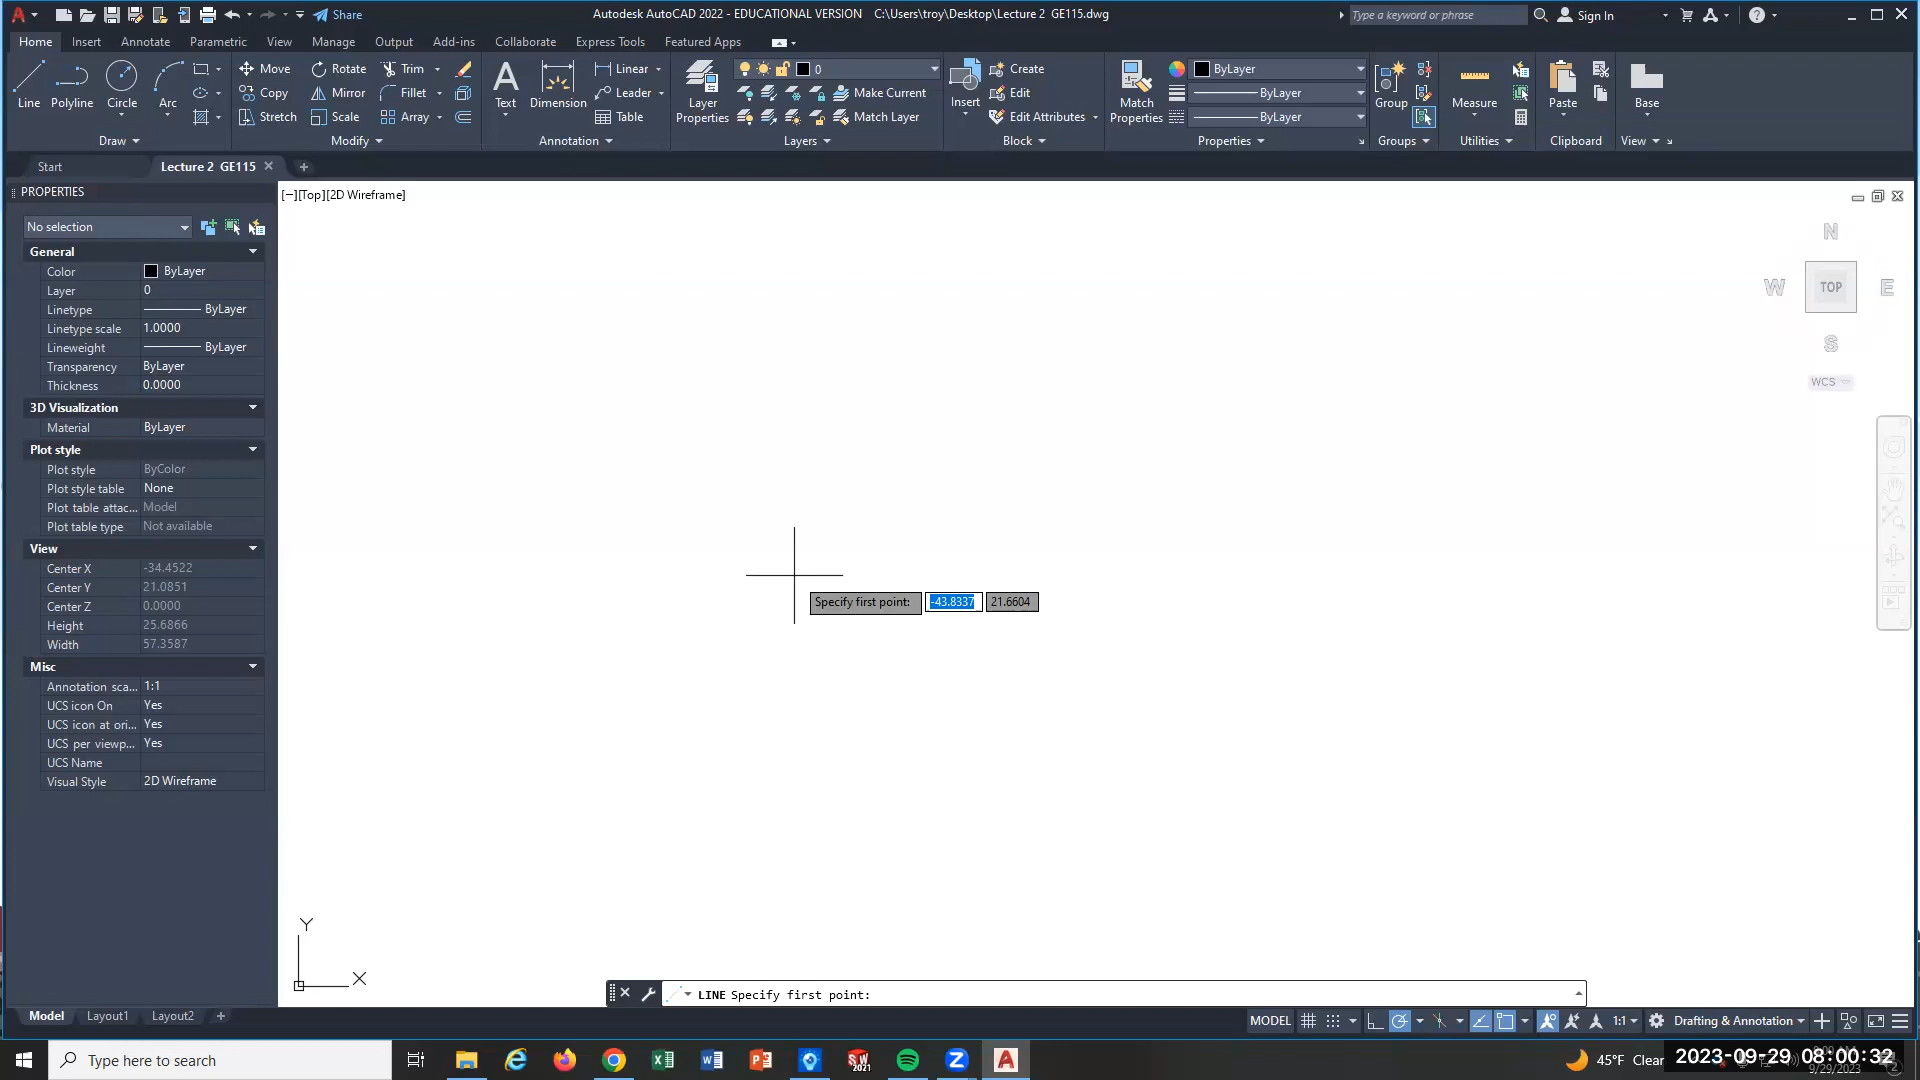 Share
Autodesk AutoCAD 2022 - EDUCATIONAL VERSION C:\Users\troy\Desktop\Lecture 2 GE115.dwg
Type a keyword or phrase
Sign In
Home Insert Annotate Parametric View Manage Output Add-ins Collaborate Express Tools Featured Apps
Line Polyline Circle Arc
Move Rotate Trim
Copy Mirror Fillet
Stretch Scale Array
Text Dimension
Linear
Leader
Table
Layer Properties
0
Make Current
Match Layer
Insert
Create
Edit
Edit Attributes
Match Properties
ByLayer
ByLayer
ByLayer
Group
Measure
Paste
Base
Draw Modify Annotation Layers Block Properties Groups Utilities Clipboard View
Start Lecture 2 GE115
PROPERTIES
[−][Top][2D Wireframe]
No selection
General
Color ByLayer
Layer 0
Linetype ByLayer
Linetype scale 1.0000
Lineweight ByLayer
Transparency ByLayer
Thickness 0.0000
3D Visualization
Material ByLayer
Plot style
Plot style ByColor
Plot style table None
Plot table attac... Model
Plot table type Not available
View
Center X -34.4522
Center Y 21.0851
Center Z 0.0000
Height 25.6866
Width 57.3587
Misc
Annotation sca... 1:1
UCS icon On Yes
UCS icon at ori... Yes
UCS per viewp... Yes
UCS Name
Visual Style 2D Wireframe
N
W TOP E
S
WCS
Specify first point: -43.8337 21.6604
Y
X
LINE Specify first point:
Model Layout1 Layout2 +
MODEL 1:1 Drafting & Annotation
Type here to search
45°F Clear
2023-09-29 08:00:32
9/29/2023